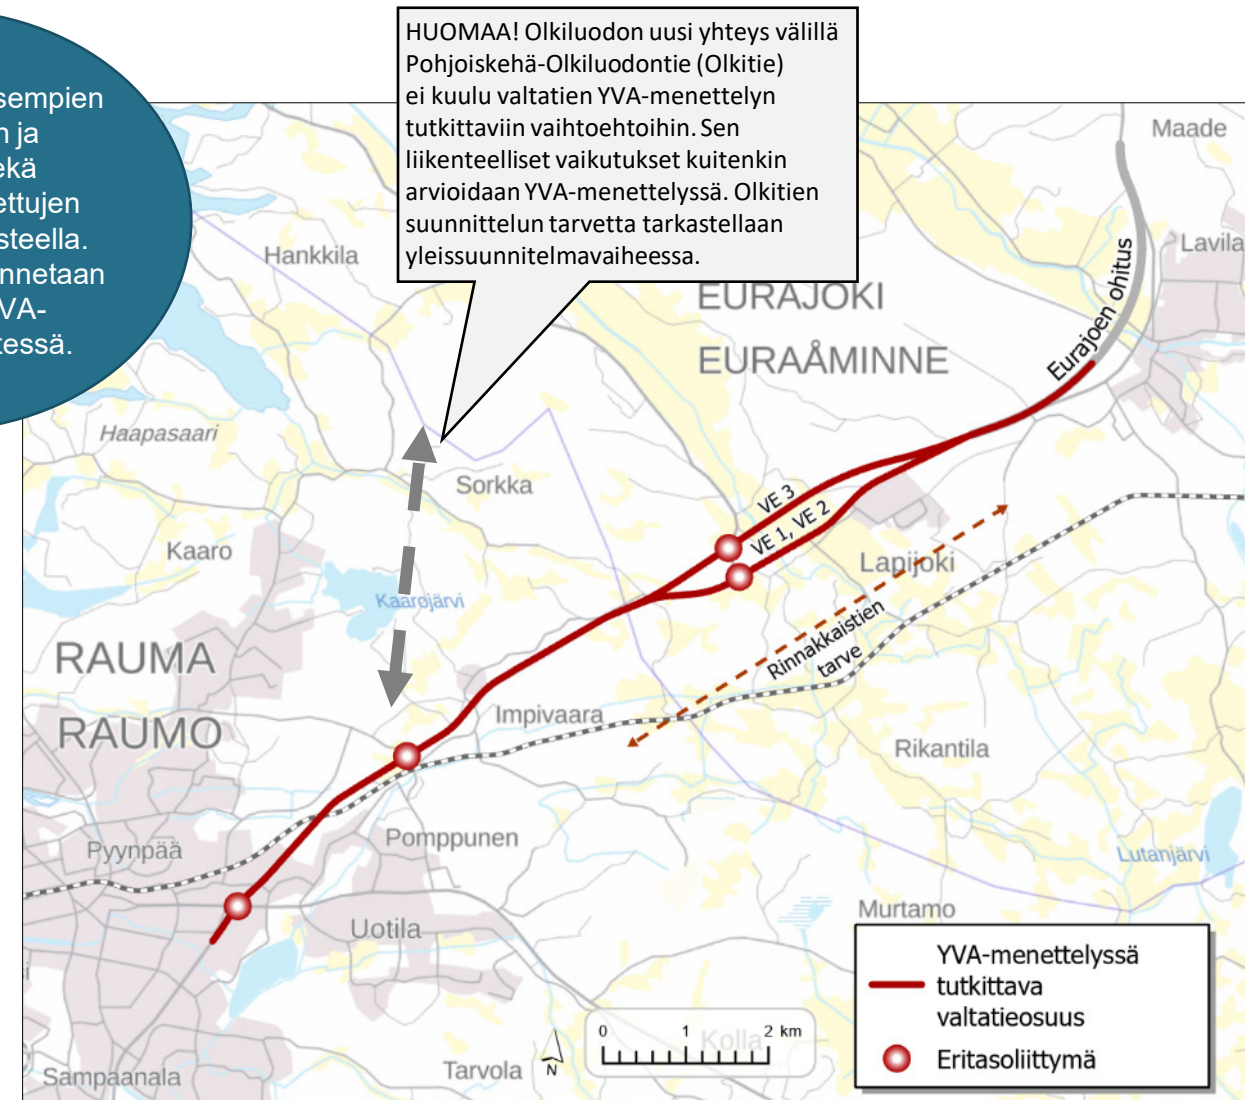 HUOMAA! Olkiluodon uusi yhteys välillä
Pohjoiskehä-Olkiluodontie (Olkitie)
ei kuulu valtatien YVA-menettelyn
tutkittaviin vaihtoehtoihin. Sen
liikenteelliset vaikutukset kuitenkin
arvioidaan YVA-menettelyssä. Olkitien
suunnittelun tarvetta tarkastellaan
yleissuunnitelmavaiheessa.
sempien
n ja
ekä
ettujen
steella.
nnetaan
VA-
tessä.
Maade
Lavila
Hankkila
EURAJOKI
EURAÅMINNE
Eurajoen ohitus
Haapasaari
Sorkka
VE 3
VE 1, VE 2
Kaaro
Lapijoki
Kaarojärvi
Rinnakkaistien
tarve
RAUMA
RAUMO
Impivaara
Rikantila
Pomppunen
Pyynpää
Lutanjärvi
Murtamo
Uotila
YVA-menettelyssä
tutkittava
valtatieosuus
Eritasoliittymä
0 1 2 km
Kolla
N
Tarvola
Sampaanala